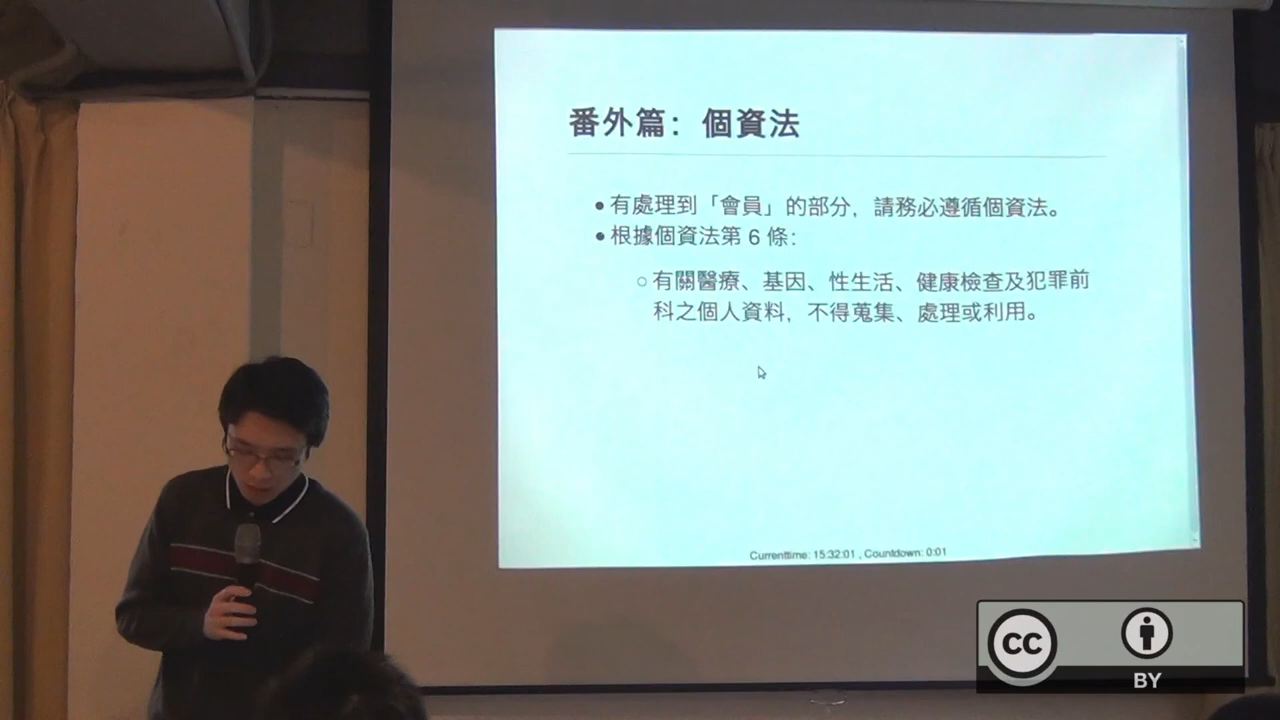 番外篇：個資法
有處理到「會員」的部分，請務必遵循個資法。
根據個資法第 6 條：
有關醫療、基因、性生活、健康檢查及犯罪前
科之個人資料，不得蒐集、處理或利用。
Currenttime: 15:32:01 , Countdown: 0:01
CC
BY